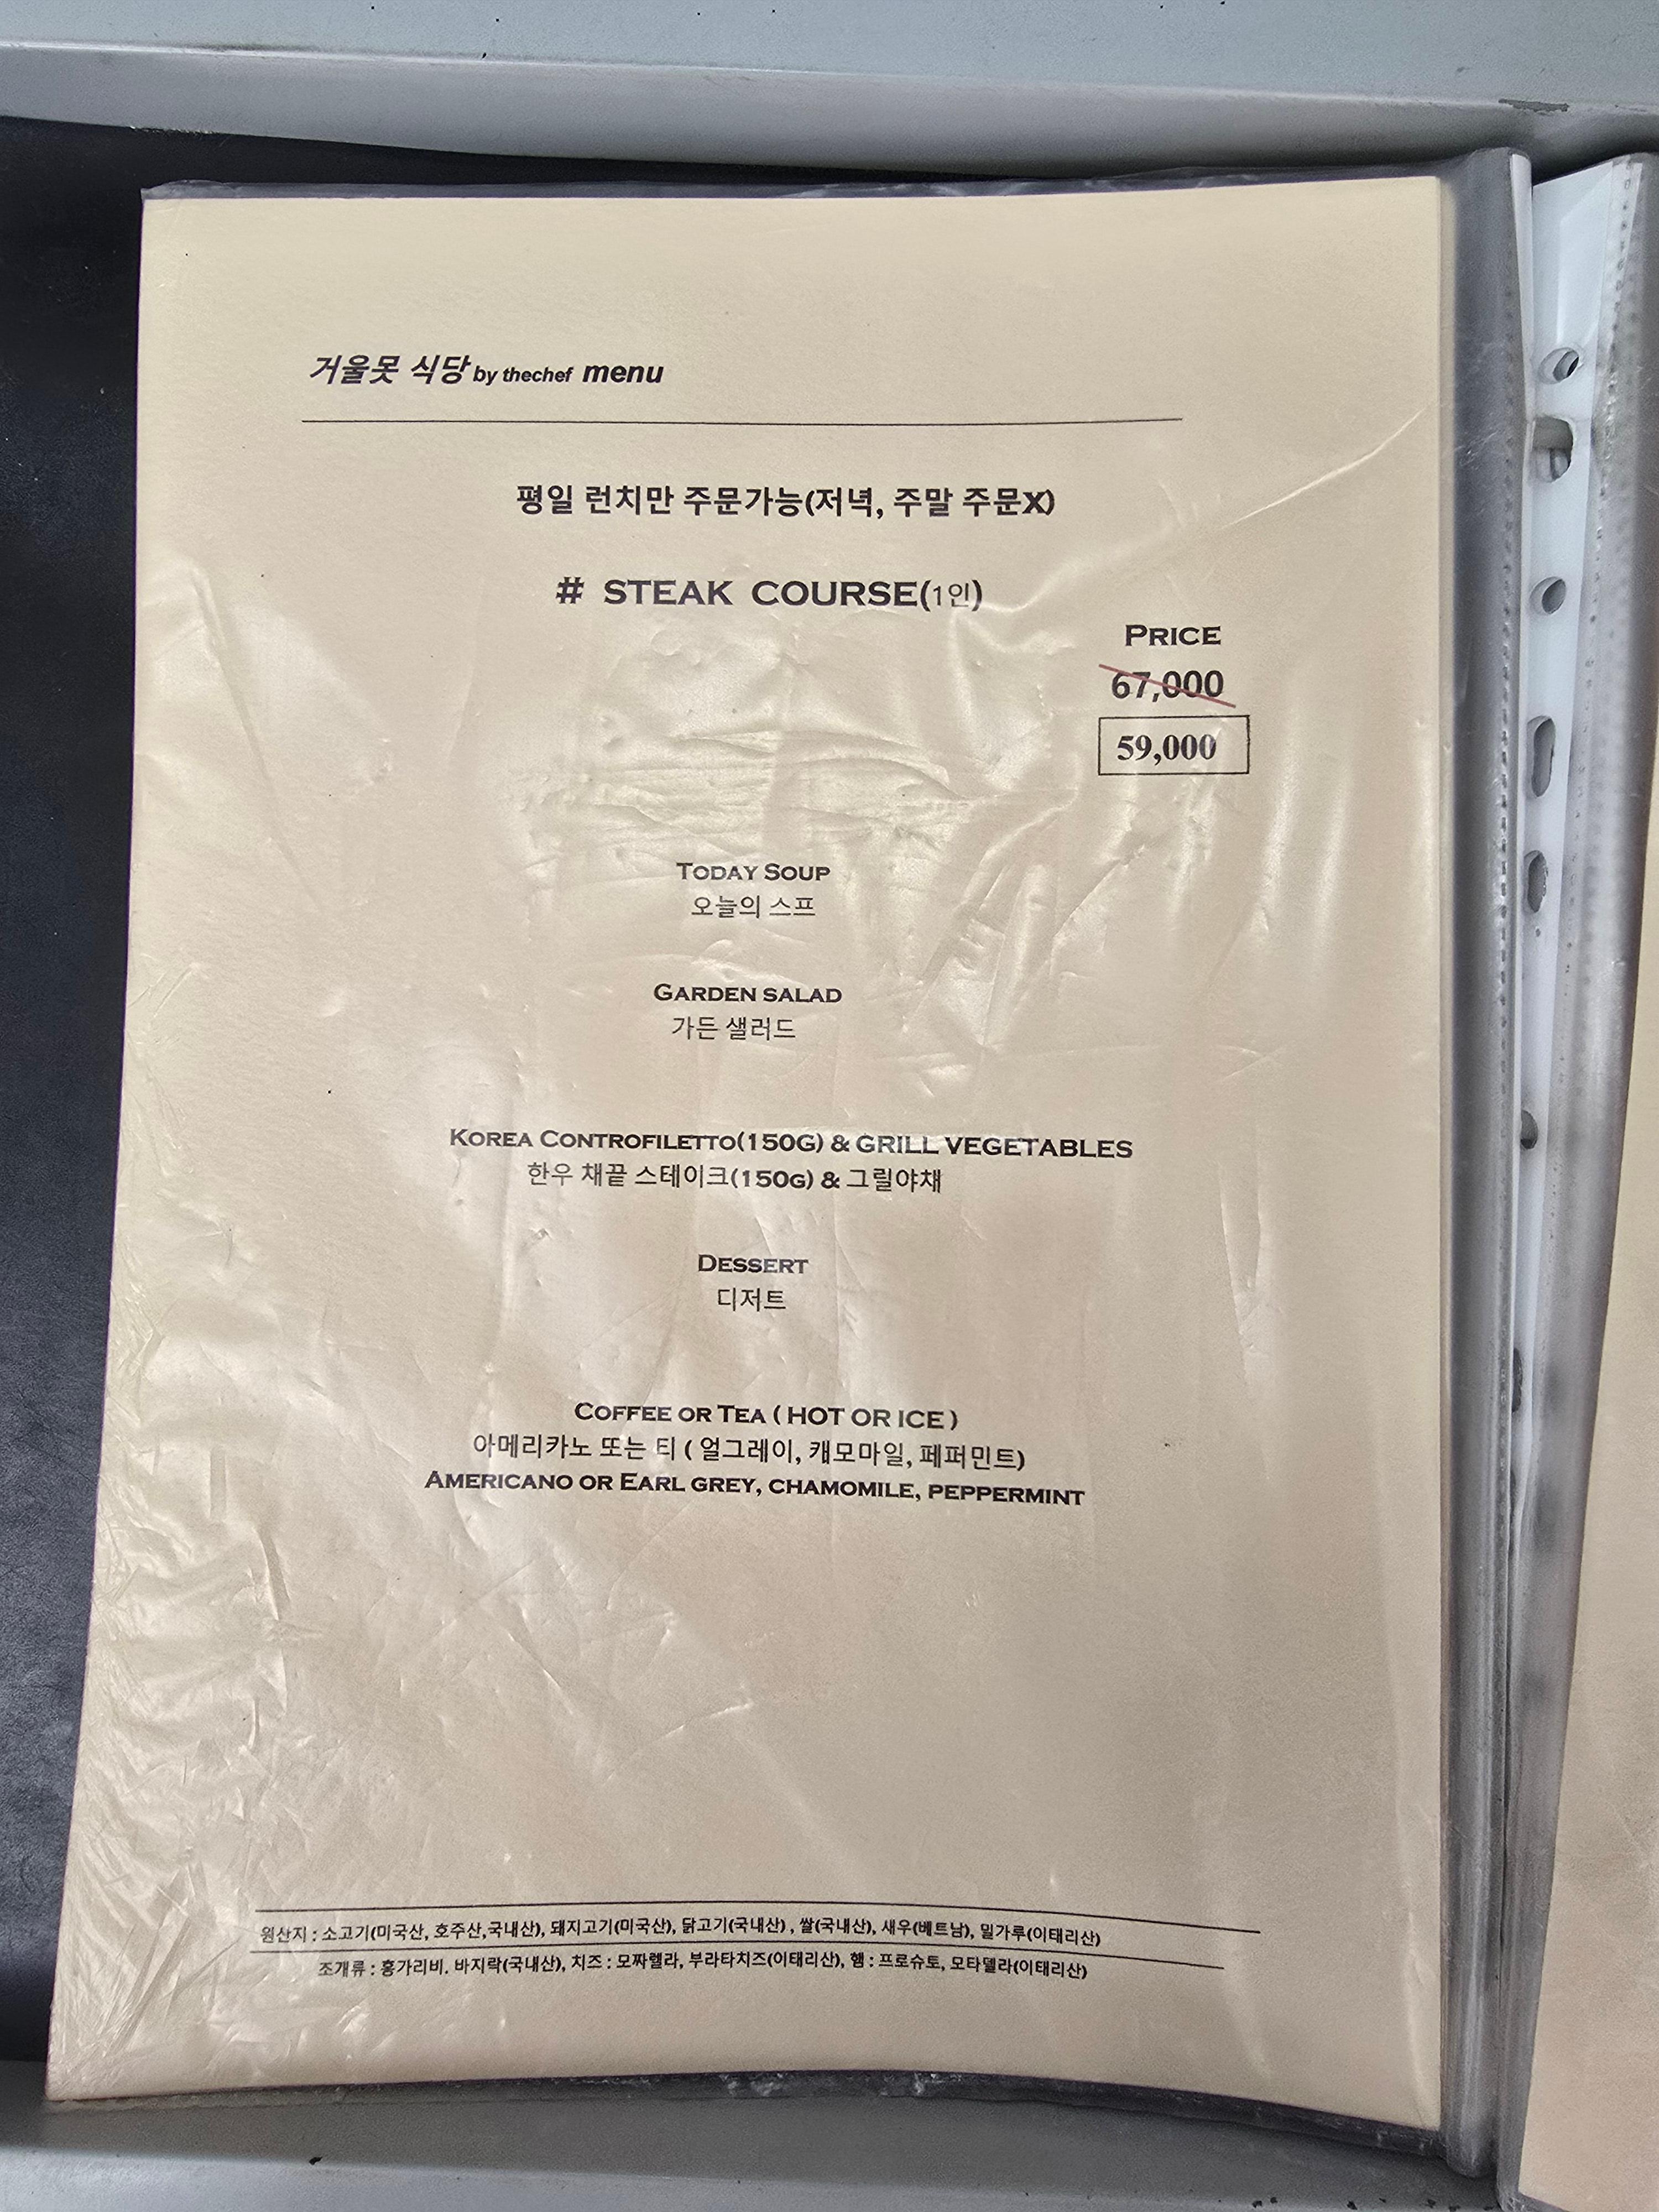 거울못 식당 by thechef menu
평일 런치만 주문가능(저녁, 주말 주문X)
# STEAK COURSE(1인)
PRICE
67,000
59,000
TODAY SOUP
오늘의 스프
GARDEN SALAD
가든 샐러드
KOREA CONTROFILETTO(150G) & GRILL VEGETABLES
한우 채끝 스테이크(150G) & 그릴야채
DESSERT
디저트
COFFEE OR TEA ( HOT OR ICE )
아메리카노 또는 티 ( 얼그레이, 캐모마일, 페퍼민트)
AMERICANO OR EARL GREY, CHAMOMILE, PEPPERMINT
원산지 : 소고기(미국산, 호주산,국내산), 돼지고기(미국산), 닭고기(국내산) , 쌀(국내산), 새우(베트남), 밀가루(이태리산)
조개류 : 홍가리비. 바지락(국내산), 치즈 : 모짜렐라, 부라타치즈(이태리산), 햄 : 프로슈토, 모타델라(이태리산)